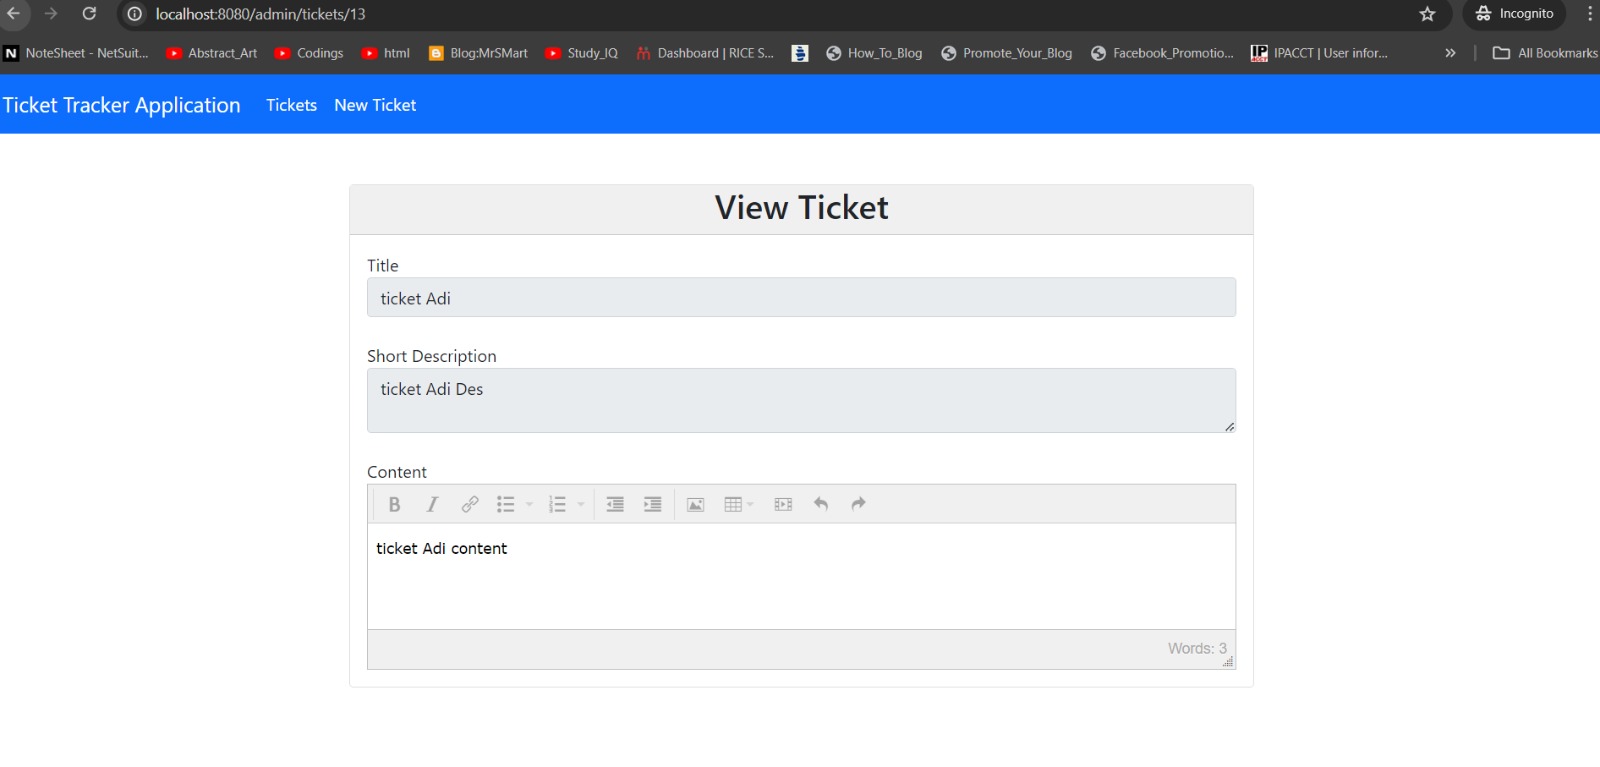 localhost:8080/admin/tickets/13
Incognito
N NoteSheet - NetSuit... Abstract_Art Codings html Blog:MrSMart Study_IQ Dashboard | RICE S... How_To_Blog Promote_Your_Blog Facebook_Promotio... IP ACCT IPACCT | User infor... » All Bookmarks
Ticket Tracker Application Tickets New Ticket
View Ticket
Title
ticket Adi
Short Description
ticket Adi Des
Content
B I
ticket Adi content
Words: 3